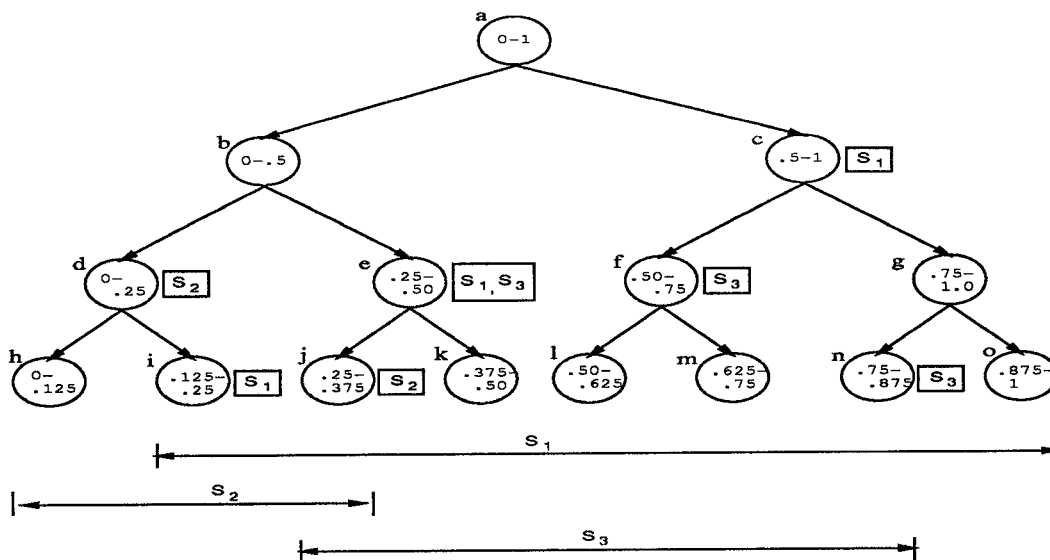 a
0-1
b
0-.5
c
.5-1
S1
d
0-
.25
S2
e
.25-
.50
S1,S3
f
.50-
.75
S3
g
.75-
1.0
h
0-
.125
i
.125-
.25
S1
j
.25-
.375
S2
k
.375-
.50
l
.50-
.625
m
.625-
.75
n
.75-
.875
S3
o
.875-
1
S1
S2
S3